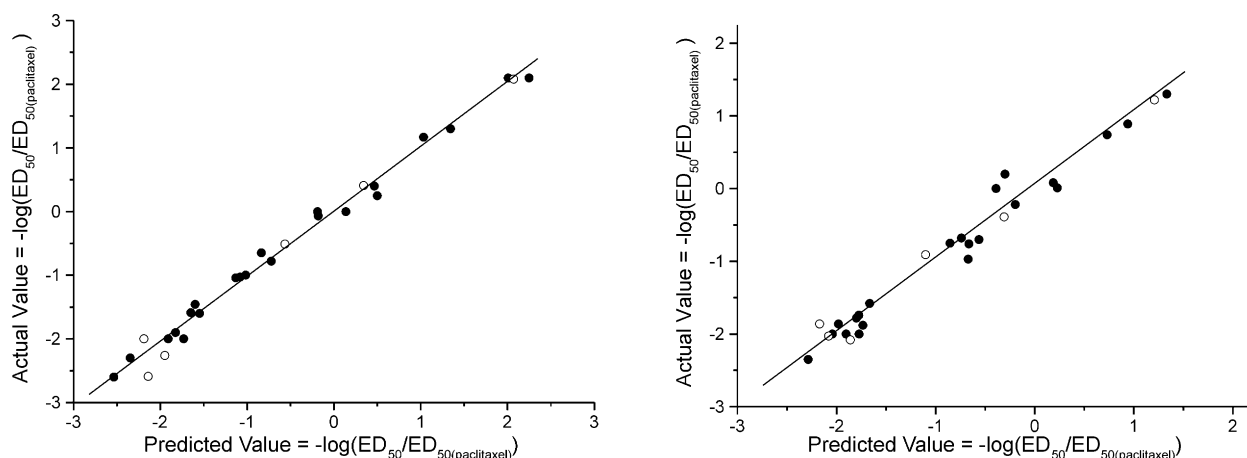 Actual Value = -log(ED50/ED50(paclitaxel))
3
2
1
0
-1
-2
-3
-3 -2 -1 0 1 2 3
Predicted Value = -log(ED50/ED50(paclitaxel))
Actual Value = -log(ED50/ED50(paclitaxel) )
2
1
0
-1
-2
-3
-3 -2 -1 0 1 2
Predicted Value = -log(ED50/ED50(paclitaxel))